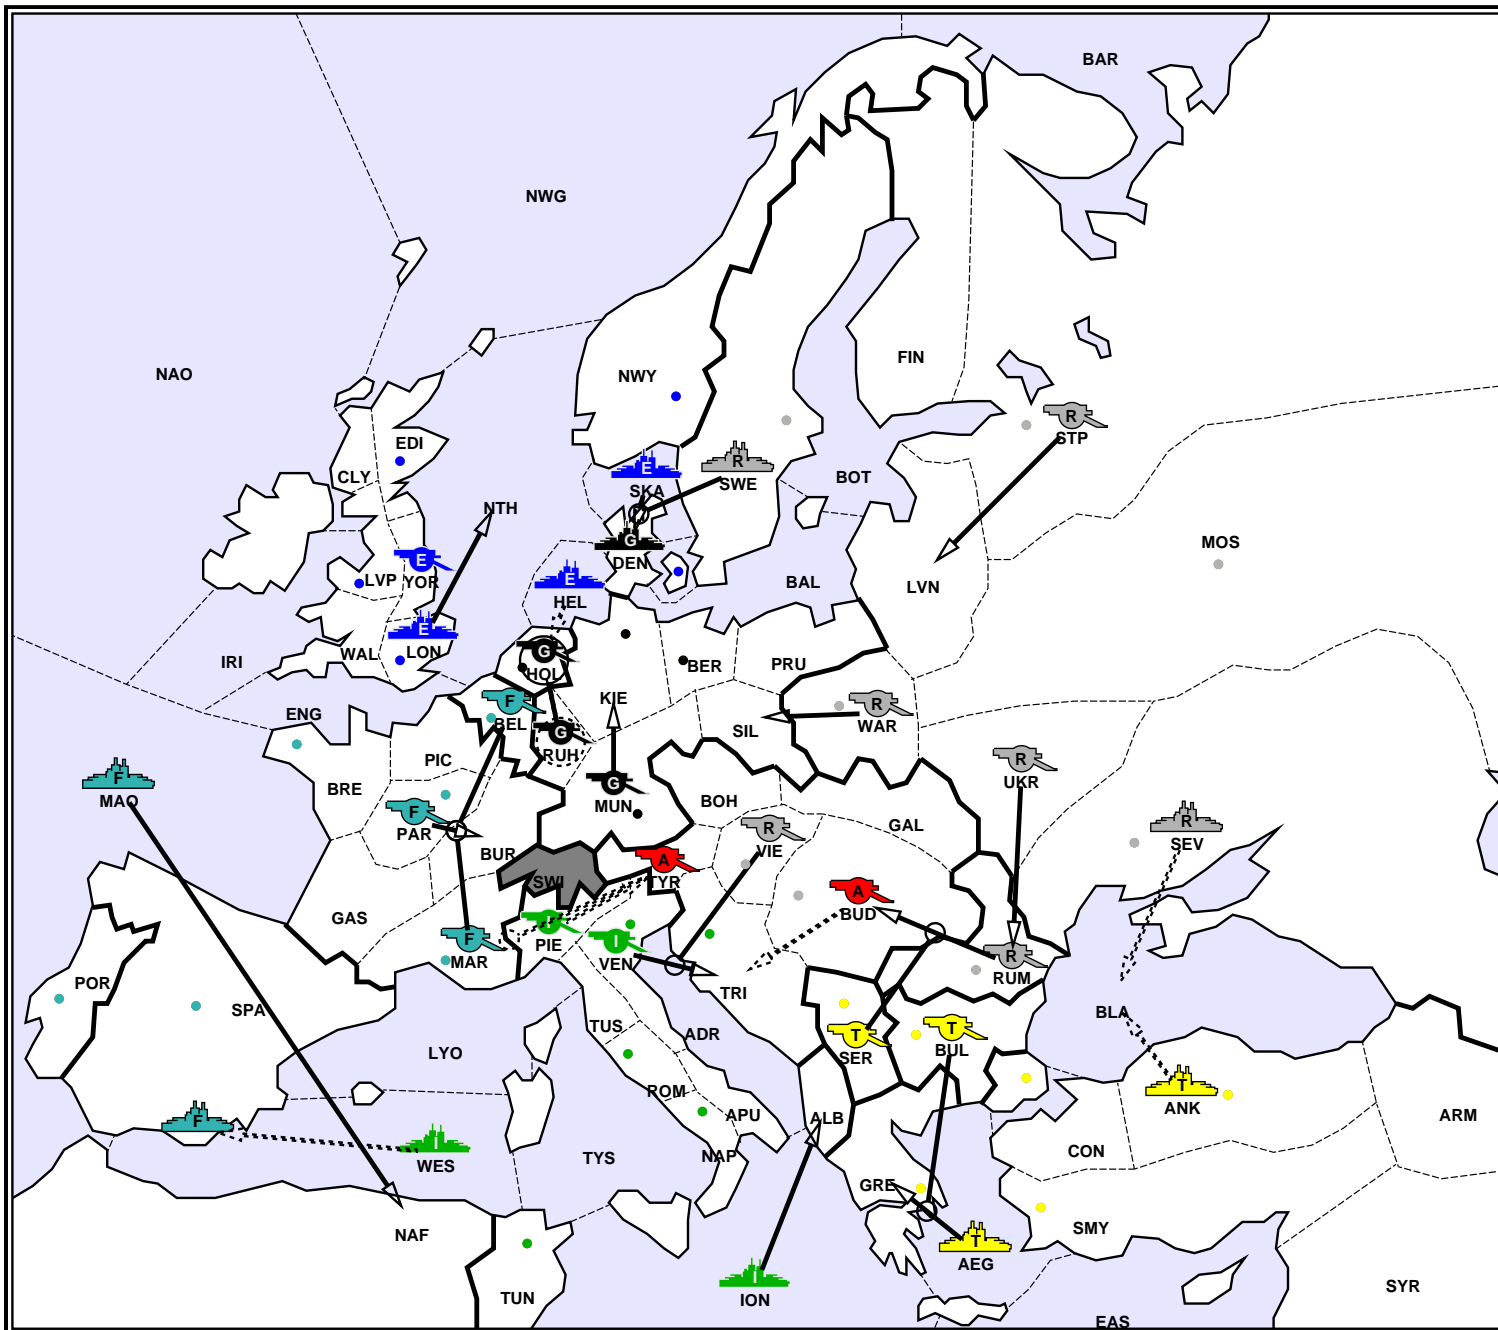 BAR
NWG
NAO
FIN
NWY
R
STP
EDI
E
R
CLY
SKA
SWE
BOT
NTH
G
MOS
E
DEN
LVP
YOR
E
HEL
BAL
LVN
E
WAL
LON
IRI
G
HOL
BER
PRU
KIE
F
BEL
R
WAR
ENG
G
RUH
SIL
PIC
R
UKR
F
MAO
BRE
G
MUN
BOH
F
PAR
R
VIE
GAL
R
SEV
BUR
A
TYR
SWI
A
BUD
GAS
I
PIE
F
MAR
I
VEN
R
RUM
POR
SPA
TRI
BLA
TUS
ADR
T
SER
T
BUL
LYO
ROM
T
ANK
APU
ALB
ARM
F
I
WES
TYS
NAP
CON
GRE
NAF
SMY
T
AEG
I
ION
TUN
SYR
EAS